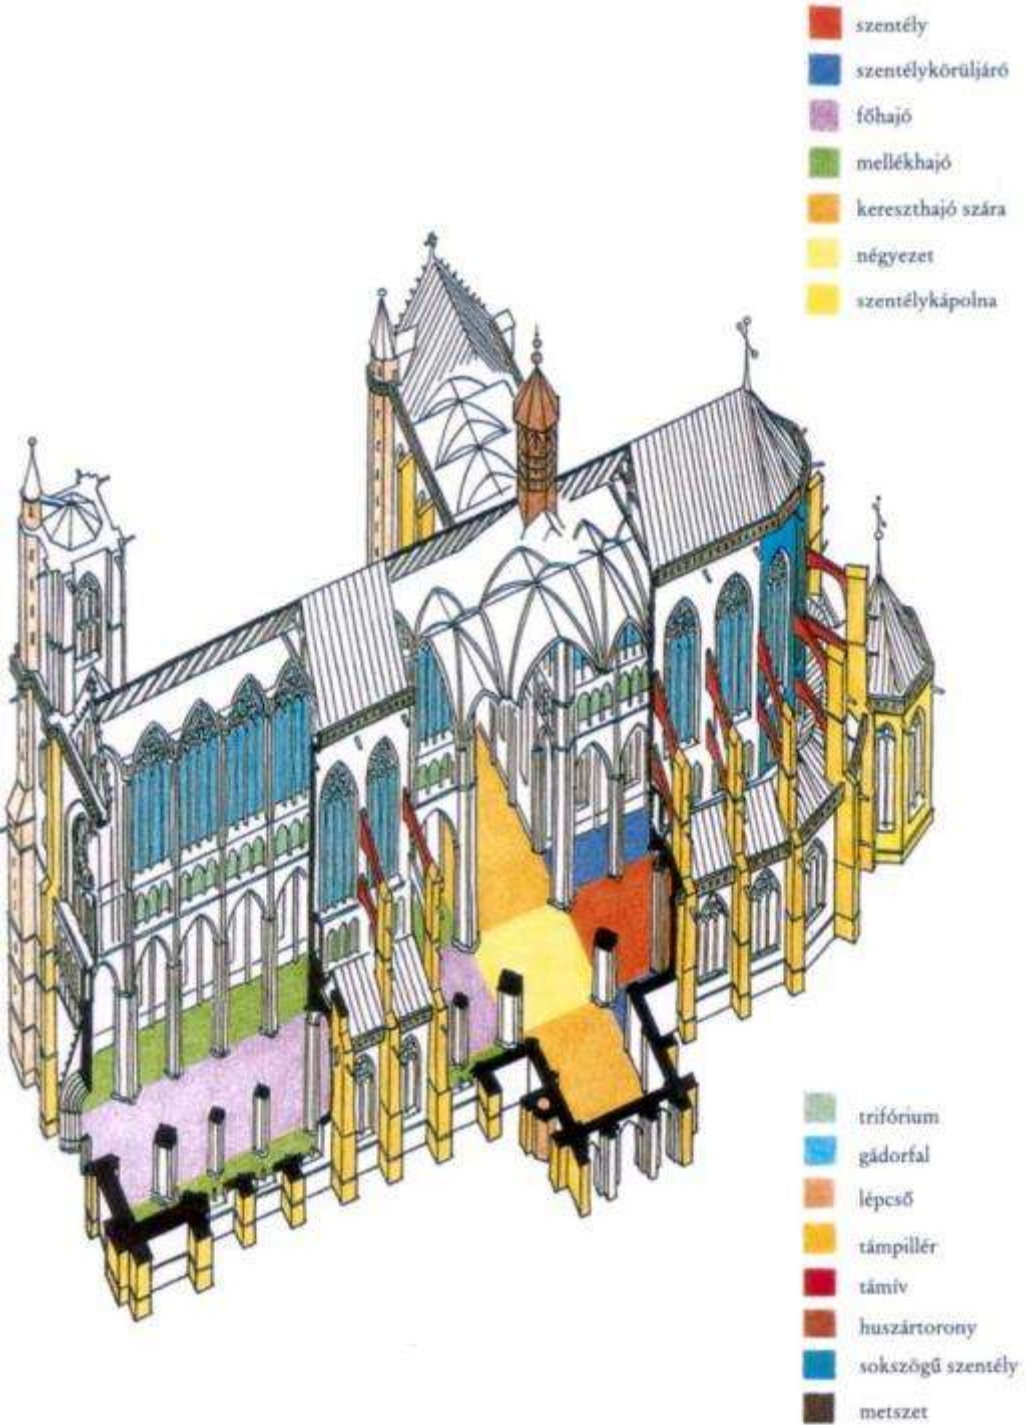 szentély
szentélykörüljáró
főhajó
mellékhajó
kereszthajó szára
négyezet
szentélykápolna
trifórium
gádorfal
lépcső
támpillér
támív
huszártorony
sokszögű szentély
metszet